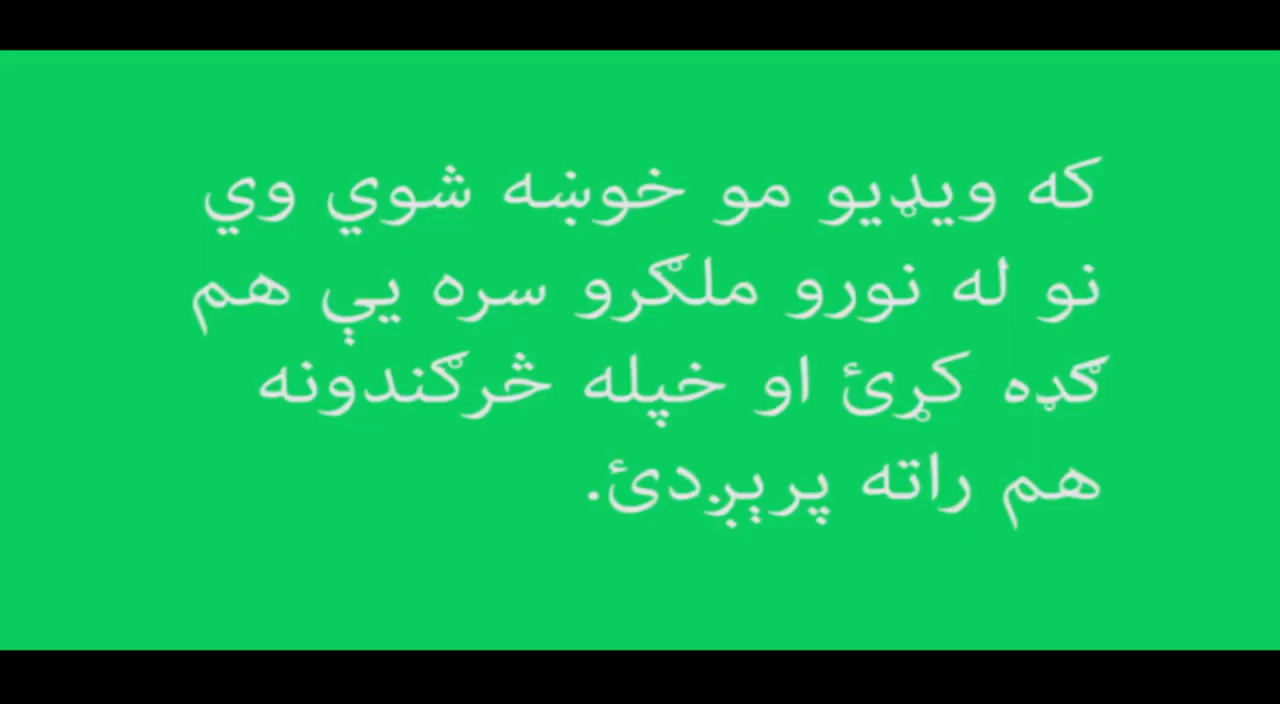 که ویډیو مو خوښه شوي وي
نو له نورو ملګرو سره يې هم
ګډه کړئ او خپله څرګندونه
هم راته پرېږدئ.